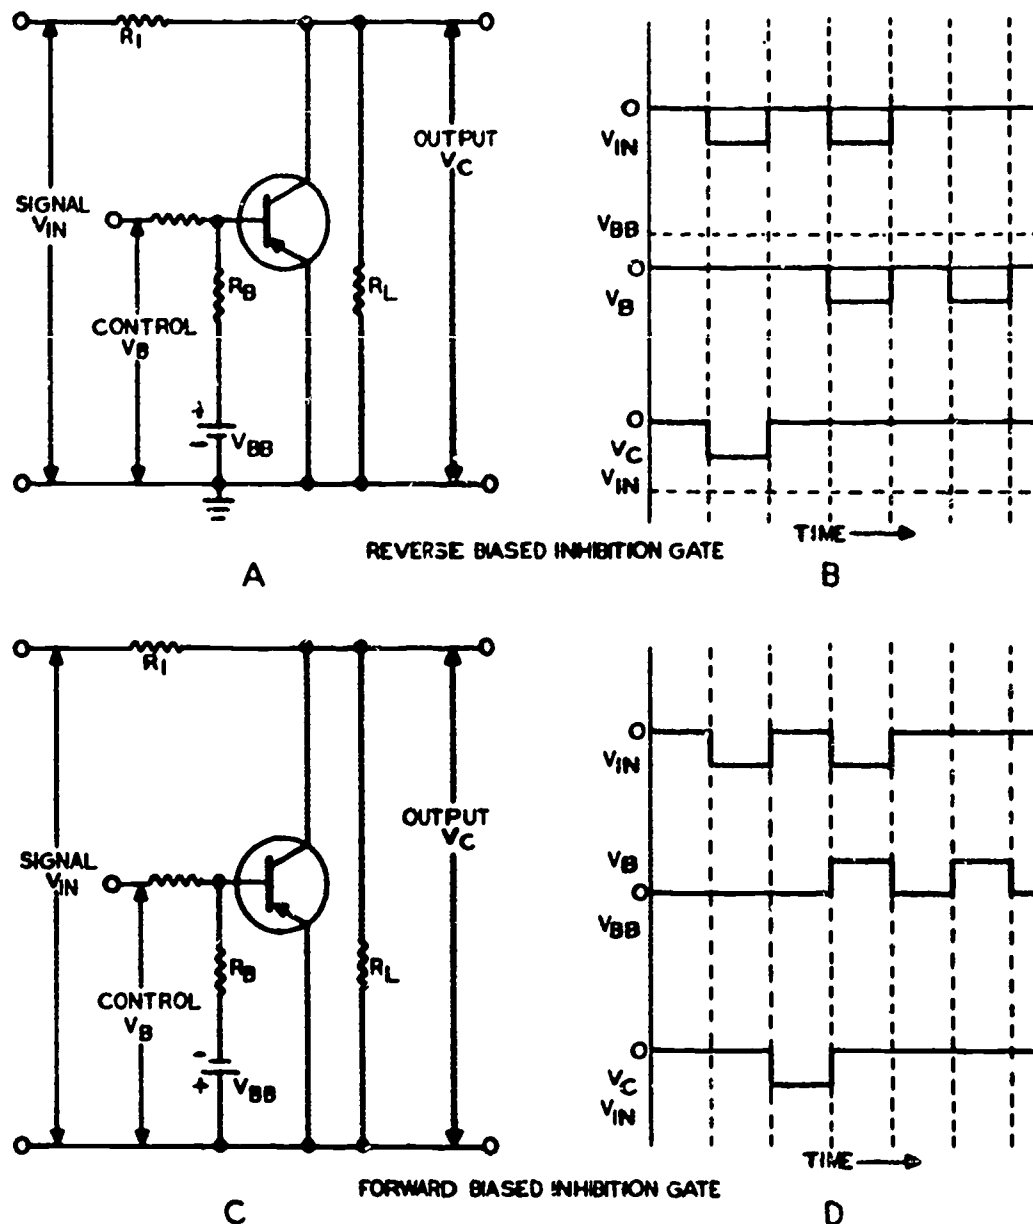 R1
OUTPUT
VC
SIGNAL
VIN
RB
RL
CONTROL
VB
+
-
VBB
O
VIN
VBB
O
VB
O
VC
VIN
TIME
REVERSE BIASED INHIBITION GATE
A
B
R1
OUTPUT
VC
SIGNAL
VIN
RB
RL
CONTROL
VB
-
+
VBB
O
VIN
VB
O
VBB
O
VC
VIN
TIME
FORWARD BIASED INHIBITION GATE
C
D